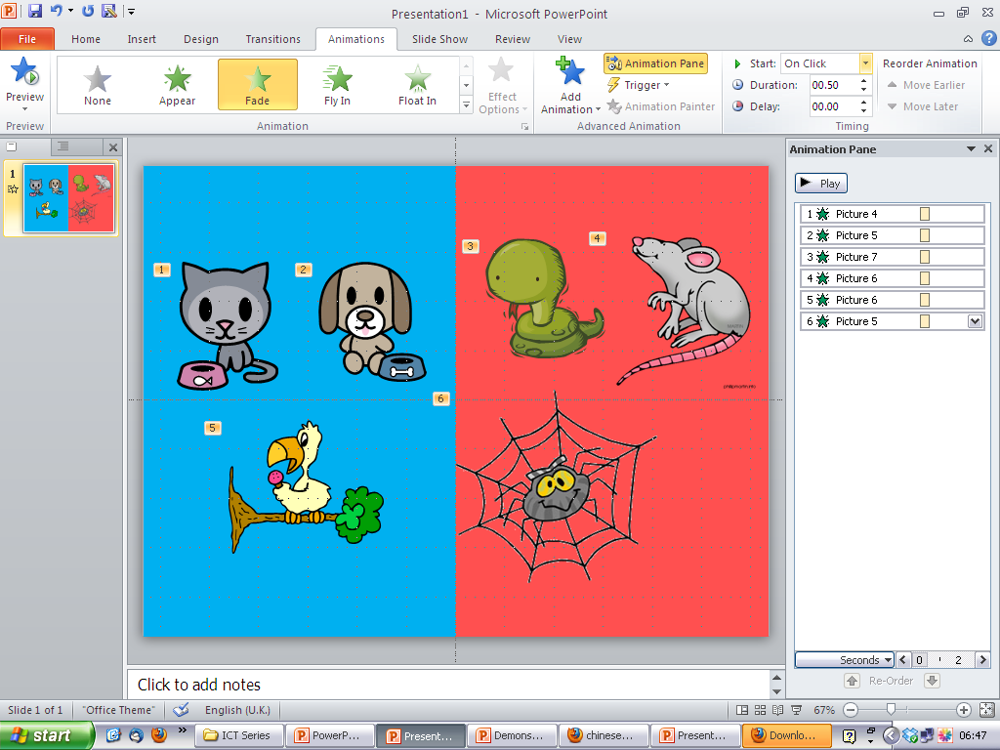 Presentation1 - Microsoft PowerPoint
File Home Insert Design Transitions Animations Slide Show Review View
Preview
None Appear Fade Fly In Float In
Effect Options
Add Animation
Animation Pane
Trigger
Animation Painter
Start: On Click
Duration: 00.50
Delay: 00.00
Reorder Animation
Move Earlier
Move Later
Preview Animation Advanced Animation Timing
1
1
2
3
4
5
6
Animation Pane
Play
1 Picture 4
2 Picture 5
3 Picture 7
4 Picture 6
5 Picture 6
6 Picture 5
Seconds 0 2
Re-Order
Click to add notes
Slide 1 of 1 "Office Theme" English (U.K.) 67%
start ICT Series PowerP... Present... Demons... chinese... Present... Downlo... 06:47